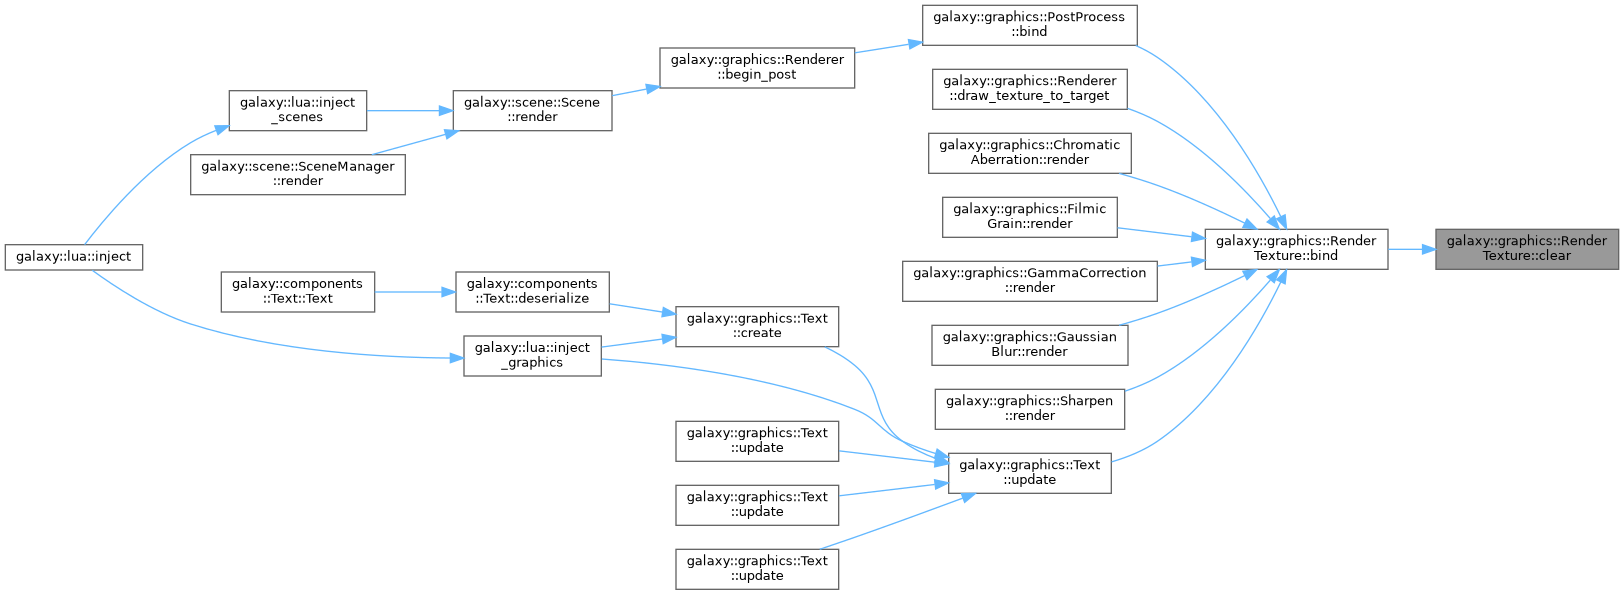 galaxy::graphics::PostProcess
::bind
galaxy::graphics::Renderer
::begin_post
galaxy::graphics::Renderer
::draw_texture_to_target
galaxy::lua::inject
_scenes
galaxy::scene::Scene
::render
galaxy::graphics::Chromatic
Aberration::render
galaxy::scene::SceneManager
::render
galaxy::graphics::Filmic
Grain::render
galaxy::lua::inject
galaxy::graphics::Render
Texture::bind
galaxy::graphics::Render
Texture::clear
galaxy::graphics::GammaCorrection
::render
galaxy::components
::Text::Text
galaxy::components
::Text::deserialize
galaxy::graphics::Text
::create
galaxy::graphics::Gaussian
Blur::render
galaxy::lua::inject
_graphics
galaxy::graphics::Sharpen
::render
galaxy::graphics::Text
::update
galaxy::graphics::Text
::update
galaxy::graphics::Text
::update
galaxy::graphics::Text
::update